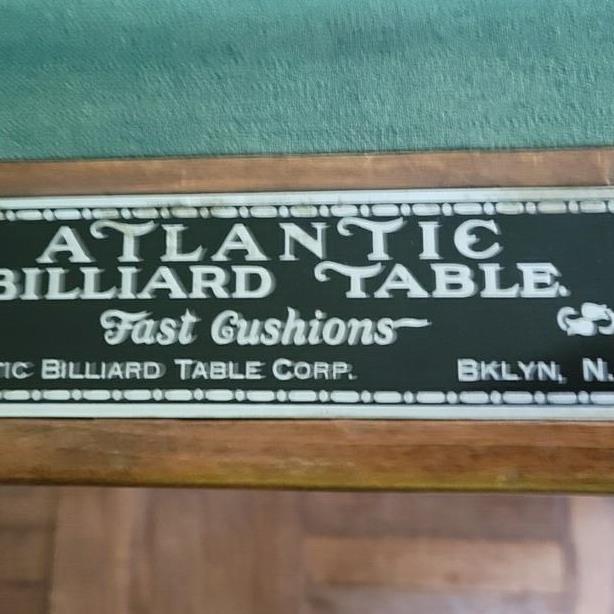 ATLANTIC
BILLIARD TABLE.
Fast Cushions
TIC BILLIARD TABLE CORP. BKLYN, N.